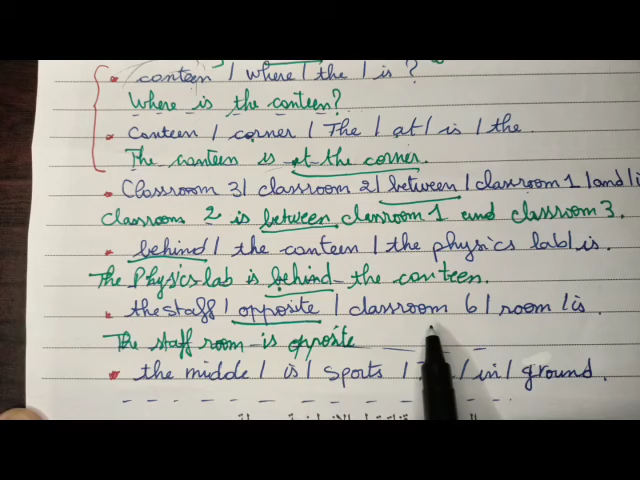 canteen / where / the / is ?
Where is the canteen?
Canteen / corner / The / at / is / the
The canteen is at the corner.
Classroom 3 / classroom 2 / between / classroom 1 / and /
classroom 2 is between classroom 1 and classroom 3.
behind / the canteen / the physics lab / is.
The Physics lab is behind the canteen.
the staff / opposite / classroom 6 / room / is.
The staff room is opposite
the middle / is / Sports / / in / ground.